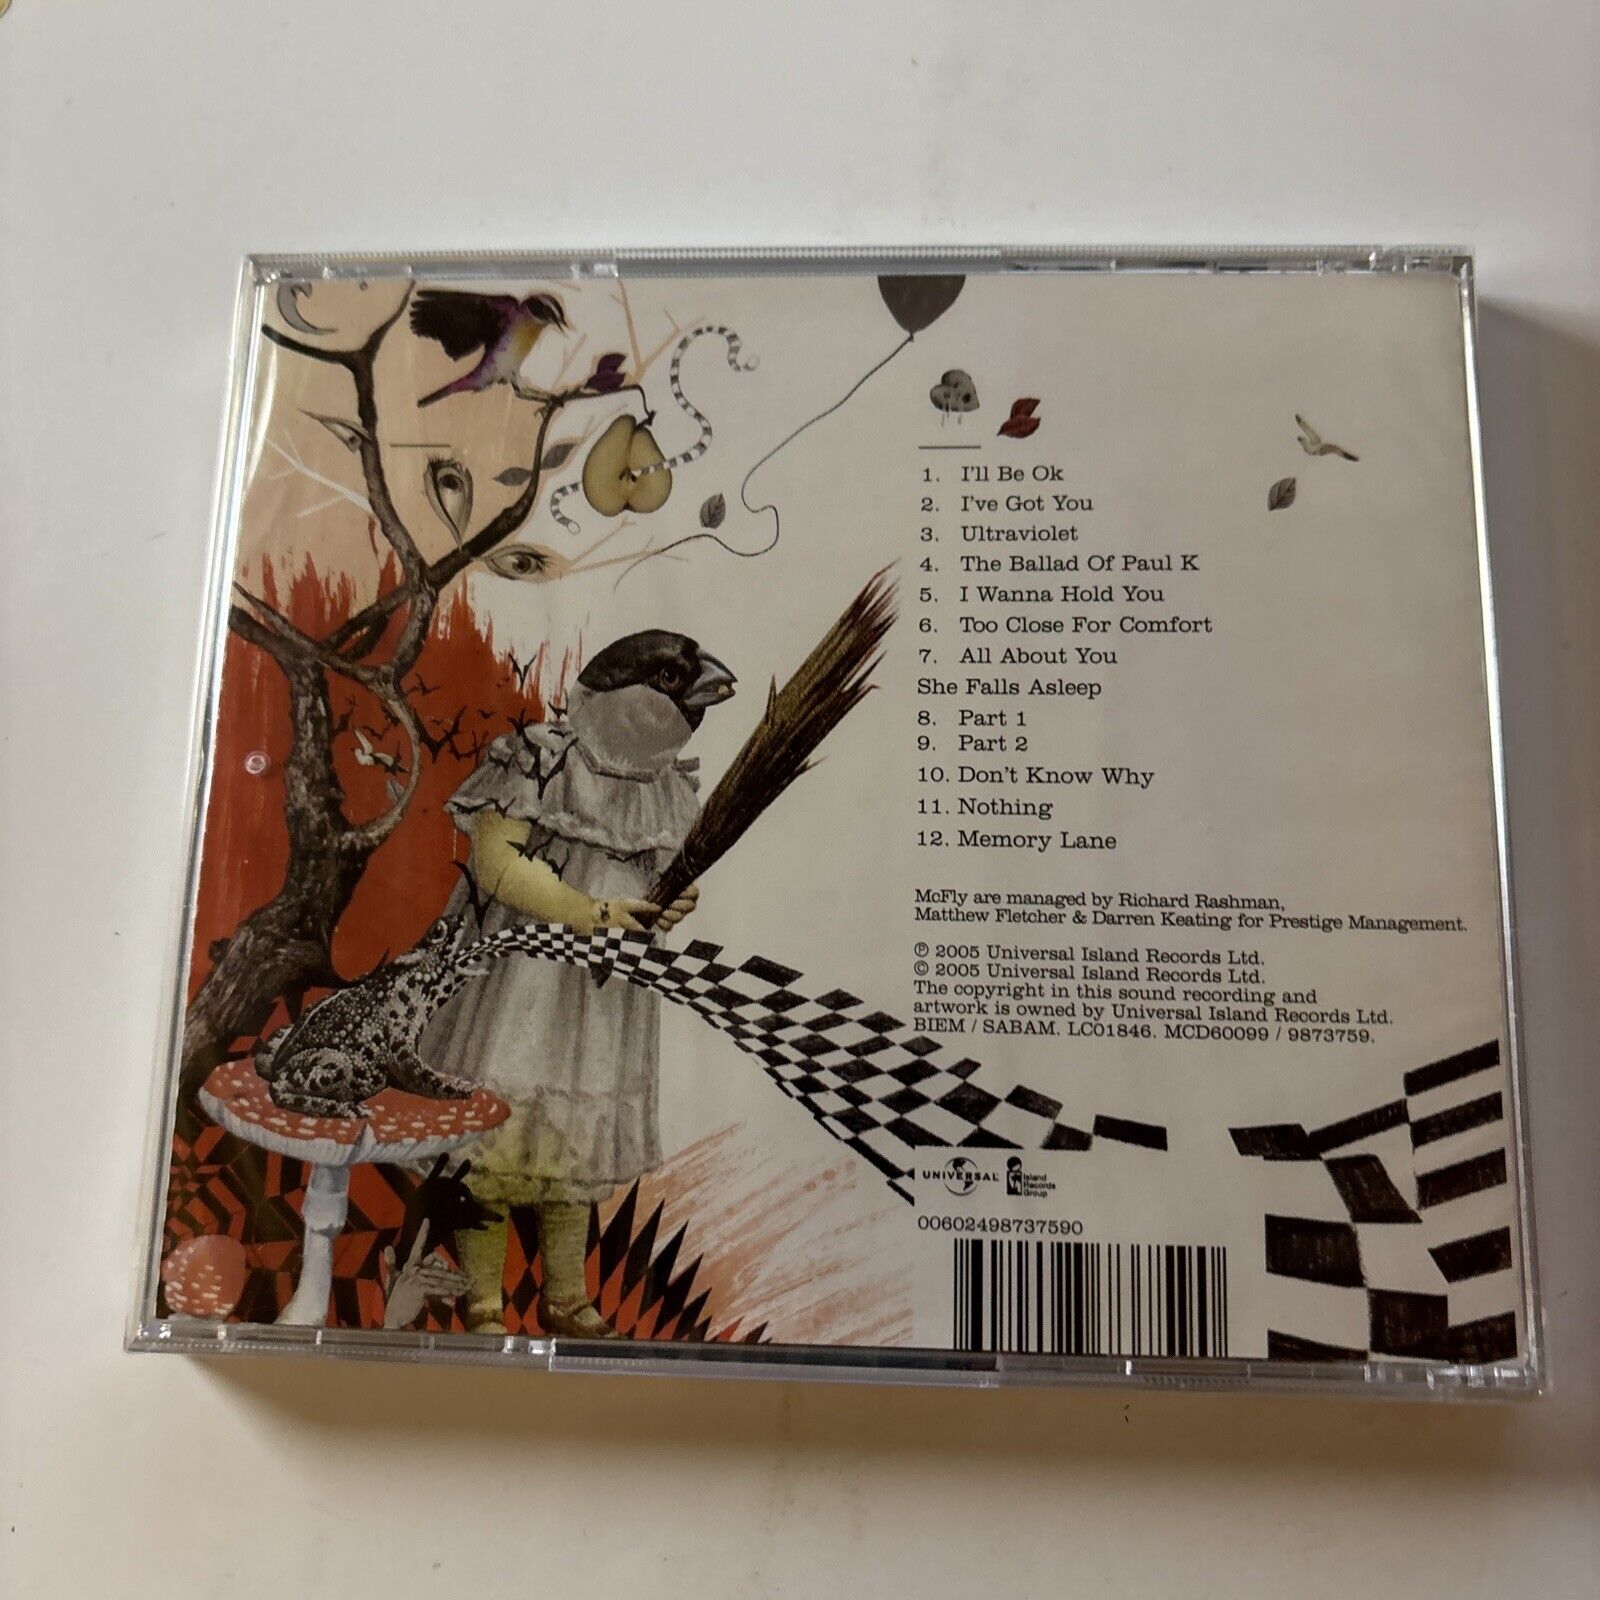 1. I'll Be Ok
2. I've Got You
3. Ultraviolet
4. The Ballad Of Paul K
5. I Wanna Hold You
6. Too Close For Comfort
7. All About You
She Falls Asleep
8. Part 1
9. Part 2
10. Don't Know Why
11. Nothing
12. Memory Lane
McFly are managed by Richard Rashman,
Matthew Fletcher & Darren Keating for Prestige Management.
℗ 2005 Universal Island Records Ltd.
© 2005 Universal Island Records Ltd.
The copyright in this sound recording and
artwork is owned by Universal Island Records Ltd.
BIEM / SABAM. LC01846. MCD60099 / 9873759.
UNIVERSAL
Island
Records
Group
00602498737590